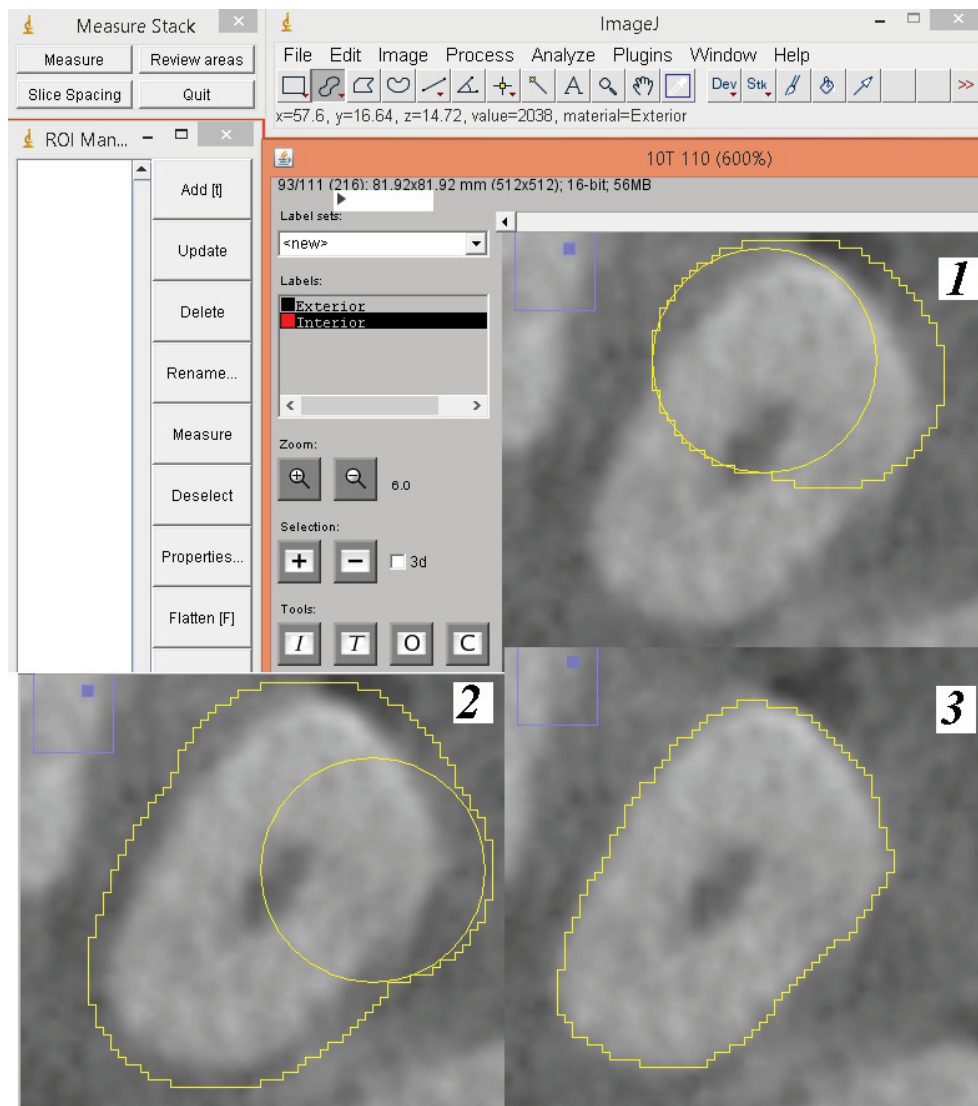 Measure Stack
Measure
Review areas
Slice Spacing
Quit
ImageJ
File Edit Image Process Analyze Plugins Window Help
A Dev Stk >>
x=57.6, y=16.64, z=14.72, value=2038, material=Exterior
ROI Man...
Add [t]
Update
Delete
Rename...
Measure
Deselect
Properties...
Flatten [F]
10T 110 (600%)
93/111 (216); 81.92x81.92 mm (512x512); 16-bit; 56MB
Label sets:
<new>
Labels:
Exterior
Interior
Zoom:
6.0
Selection:
+ − 3d
Tools:
I T O C
1
2
3